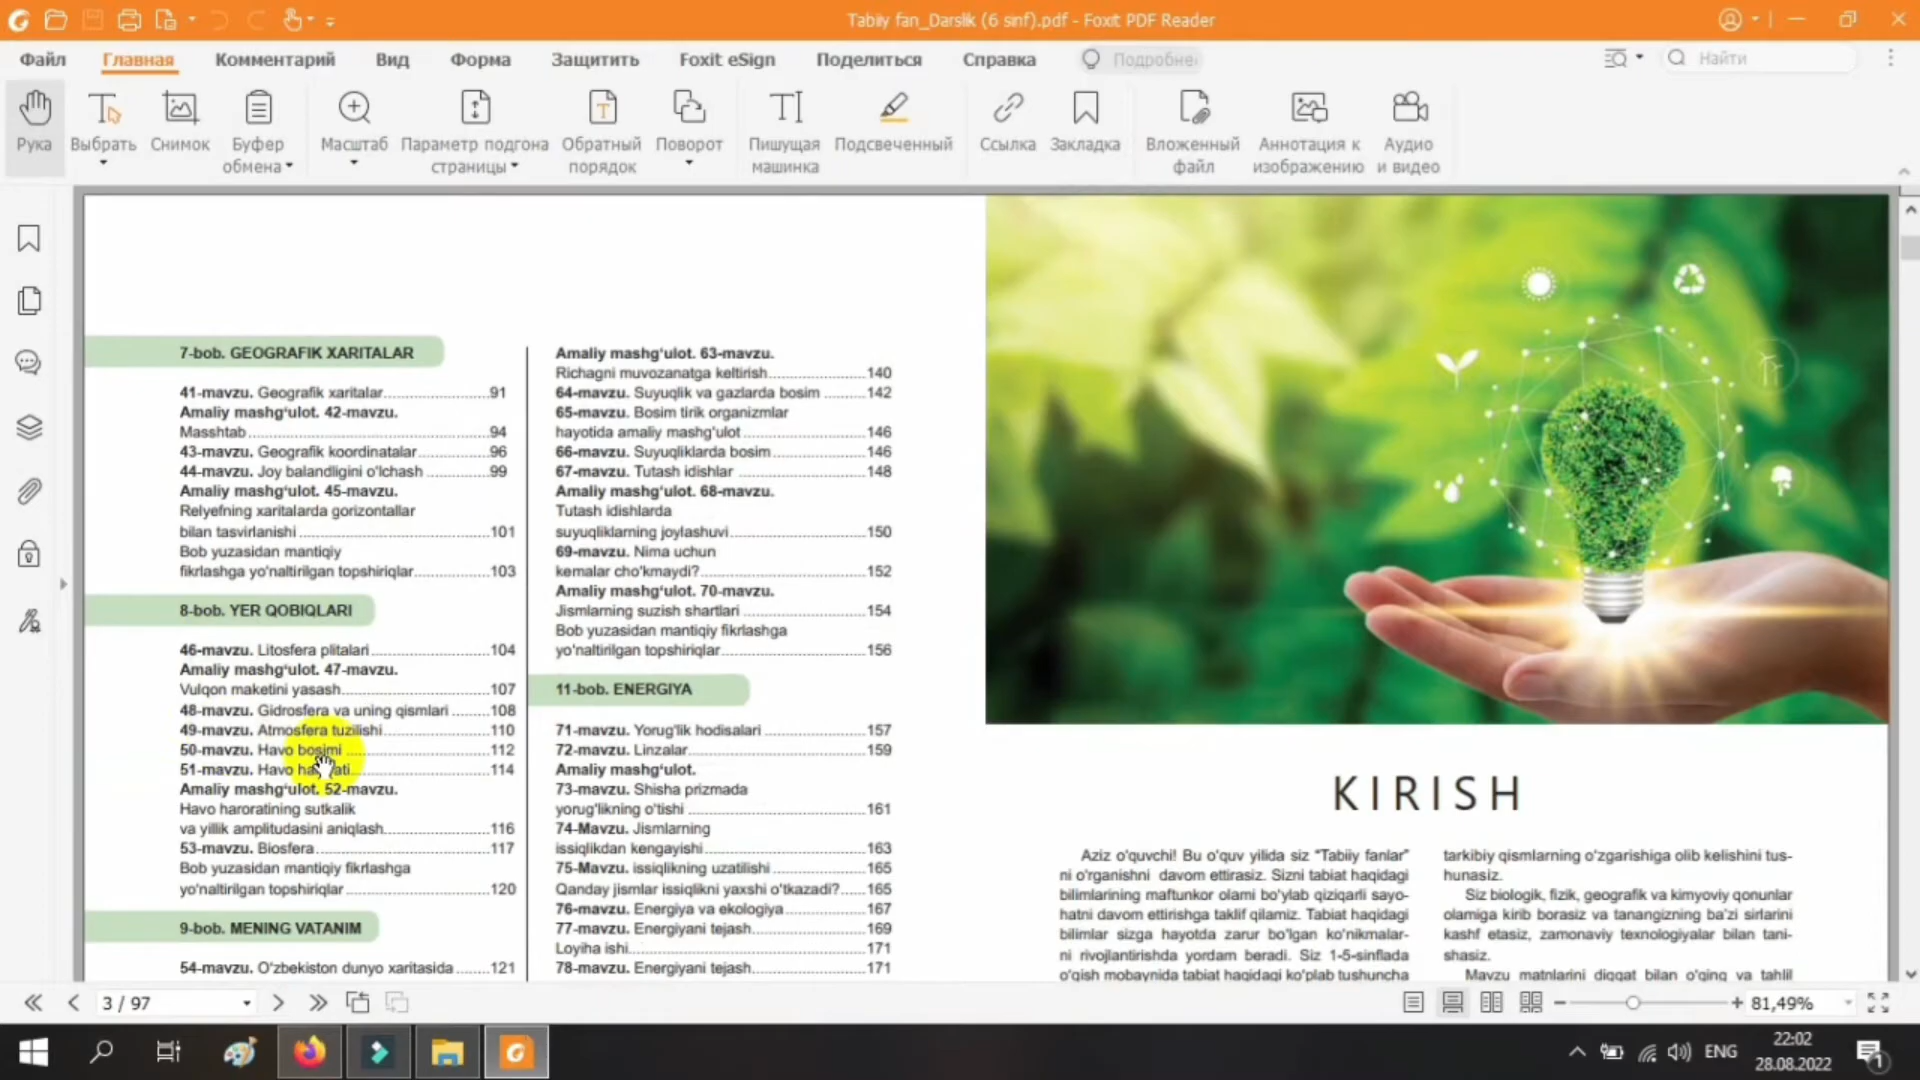 Tabiiy fan_Darslik (6 sinf).pdf - Foxit PDF Reader
Файл Главная Комментарий Вид Форма Защитить Foxit eSign Поделиться Справка Подробнеı Найти
Рука
Выбрать
Снимок
Буфер обмена
Масштаб
Параметр подгона страницы
Обратный порядок
Поворот
Пишущая машинка
Подсвеченный
Ссылка
Закладка
Вложенный файл
Аннотация к изображению
Аудио и видео
7-bob. GEOGRAFIK XARITALAR
41-mavzu. Geografik xaritalar....................91
Amaliy mashg‘ulot. 42-mavzu.
Masshtab....................94
43-mavzu. Geografik koordinatalar....................96
44-mavzu. Joy balandligini o‘lchash....................99
Amaliy mashg‘ulot. 45-mavzu.
Relyefning xaritalarda gorizontallar
bilan tasvirlanishi....................101
Bob yuzasidan mantiqiy
fikrlashga yo‘naltirilgan topshiriqlar....................103
8-bob. YER QOBIQLARI
46-mavzu. Litosfera plitalari....................104
Amaliy mashg‘ulot. 47-mavzu.
Vulqon maketini yasash....................107
48-mavzu. Gidrosfera va uning qismlari........108
49-mavzu. Atmosfera tuzilishi....................110
50-mavzu. Havo bosimi....................112
51-mavzu. Havo....................114
Amaliy mashg‘ulot. 52-mavzu.
Havo haroratining sutkalik
va yillik amplitudasini aniqlash....................116
53-mavzu. Biosfera....................117
Bob yuzasidan mantiqiy fikrlashga
yo‘naltirilgan topshiriqlar....................120
9-bob. MENING VATANIM
54-mavzu. O‘zbekiston dunyo xaritasida........121
Amaliy mashg‘ulot. 63-mavzu.
Richagni muvozanatga keltirish....................140
64-mavzu. Suyuqlik va gazlarda bosim........142
65-mavzu. Bosim tirik organizmlar
hayotida amaliy mashg‘ulot....................146
66-mavzu. Suyuqliklarda bosim....................146
67-mavzu. Tutash idishlar....................148
Amaliy mashg‘ulot. 68-mavzu.
Tutash idishlarda
suyuqliklarning joylashuvi....................150
69-mavzu. Nima uchun
kemalar cho‘kmaydi?....................152
Amaliy mashg‘ulot. 70-mavzu.
Jismlarning suzish shartlari....................154
Bob yuzasidan mantiqiy fikrlashga
yo‘naltirilgan topshiriqlar....................156
11-bob. ENERGIYA
71-mavzu. Yorug‘lik hodisalari....................157
72-mavzu. Linzalar....................159
Amaliy mashg‘ulot.
73-mavzu. Shisha prizmada
yorug‘likning o‘tishi....................161
74-Mavzu. Jismlarning
issiqlikdan kengayishi....................163
75-Mavzu. issiqlikning uzatilishi....................165
Qanday jismlar issiqlikni yaxshi o‘tkazadi?.....165
76-mavzu. Energiya va ekologiya....................167
77-mavzu. Energiyani tejash....................169
Loyiha ishi....................171
78-mavzu. Energiyani tejash....................171
KIRISH
Aziz o‘quvchi! Bu o‘quv yilida siz “Tabiiy fanlar”
ni o‘rganishni davom ettirasiz. Sizni tabiat haqidagi
bilimlarining maftunkor olami bo‘ylab qiziqarli sayo-
hatni davom ettirishga taklif qilamiz. Tabiat haqidagi
bilimlar sizga hayotda zarur bo‘lgan ko‘nikmalar-
ni rivojlantirishda yordam beradi. Siz 1-5-sinflada
o‘qish mobaynida tabiat haqidagi ko‘plab tushuncha
tarkibiy qismlarning o‘zgarishiga olib kelishini tus-
hunasiz.
Siz biologik, fizik, geografik va kimyoviy qonunlar
olamiga kirib borasiz va tanangizning ba’zi sirlarini
kashf etasiz, zamonaviy texnologiyalar bilan tani-
shasiz.
Mavzu matnlarini diqqat bilan o‘qing va tahlil
3 / 97
81,49%
ENG
22:02
28.08.2022
1